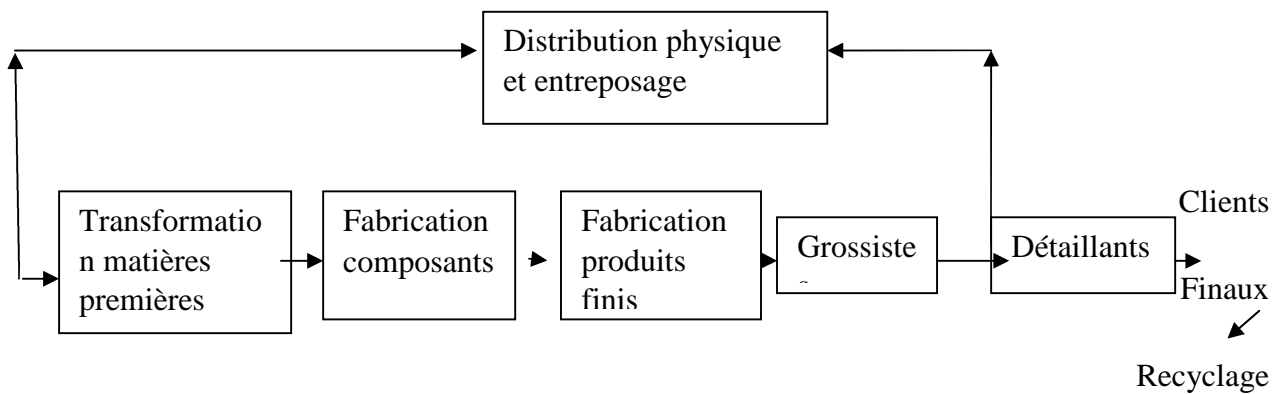 Distribution physique
et entreposage
Transformatio
n matières
premières
Fabrication
composants
Fabrication
produits
finis
Grossiste
Détaillants
Clients
Finaux
Recyclage